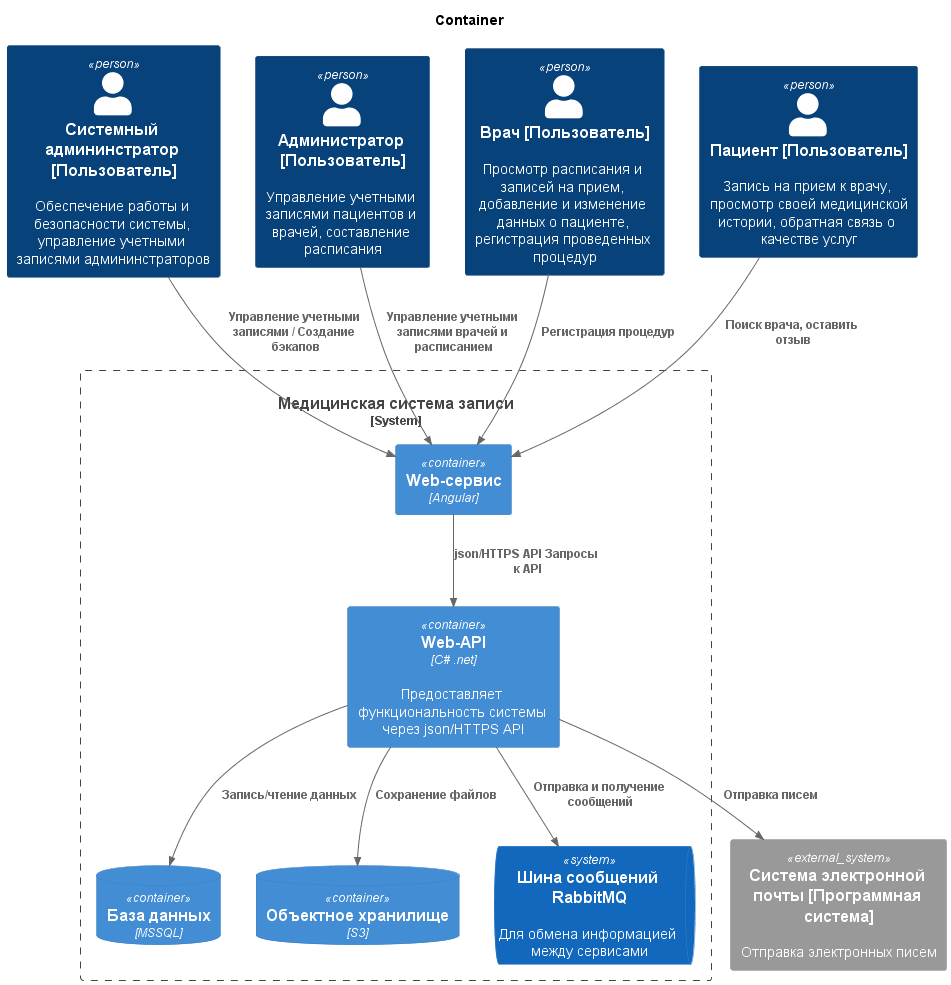 Container
«person»
Системный
админинстратор
[Пользователь]
Обеспечение работы и
безопасности системы,
управление учетными
записями админинстраторов
«person»
Администратор
[Пользователь]
Управление учетными
записями пациентов и
врачей, составление
расписания
«person»
Врач [Пользователь]
Просмотр расписания и
записей на прием,
добавление и изменение
данных о пациенте,
регистрация проведенных
процедур
«person»
Пациент [Пользователь]
Запись на прием к врачу,
просмотр своей медицинской
истории, обратная связь о
качестве услуг
Управление учетными
записями / Создание
бэкапов
Управление учетными
записями врачей и
расписанием
Регистрация процедур
Поиск врача, оставить
отзыв
Медицинская система записи
[System]
«container»
Web-сервис
[Angular]
json/HTTPS API Запросы
к API
«container»
Web-API
[C# .net]
Предоставляет
функциональность системы
через json/HTTPS API
Запись/чтение данных
Сохранение файлов
Отправка и получение
сообщений
Отправка писем
«container»
База данных
[MSSQL]
«container»
Объектное хранилище
[S3]
«system»
Шина сообщений
RabbitMQ
Для обмена информацией
между сервисами
«external_system»
Система электронной
почты [Программная
система]
Отправка электронных писем